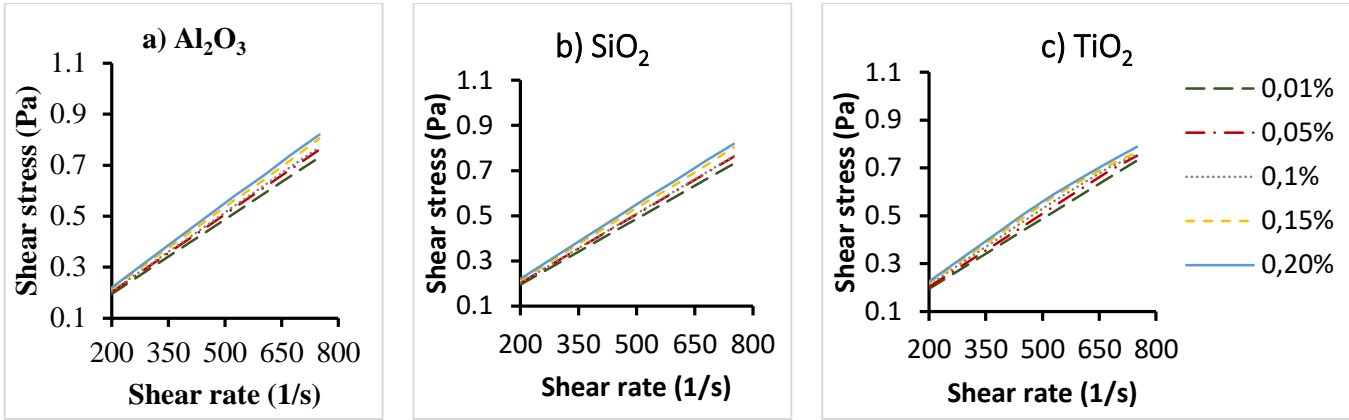 a) Al₂O₃
Shear stress (Pa)
1.1
0.9
0.7
0.5
0.3
0.1
200 350 500 650 800
Shear rate (1/s)
b) SiO₂
Shear stress (Pa)
1.1
0.9
0.7
0.5
0.3
0.1
200 350 500 650 800
Shear rate (1/s)
c) TiO₂
Shear stress (Pa)
1.1
0.9
0.7
0.5
0.3
0.1
200 350 500 650 800
Shear rate (1/s)
0,01%
0,05%
0,1%
0,15%
0,20%